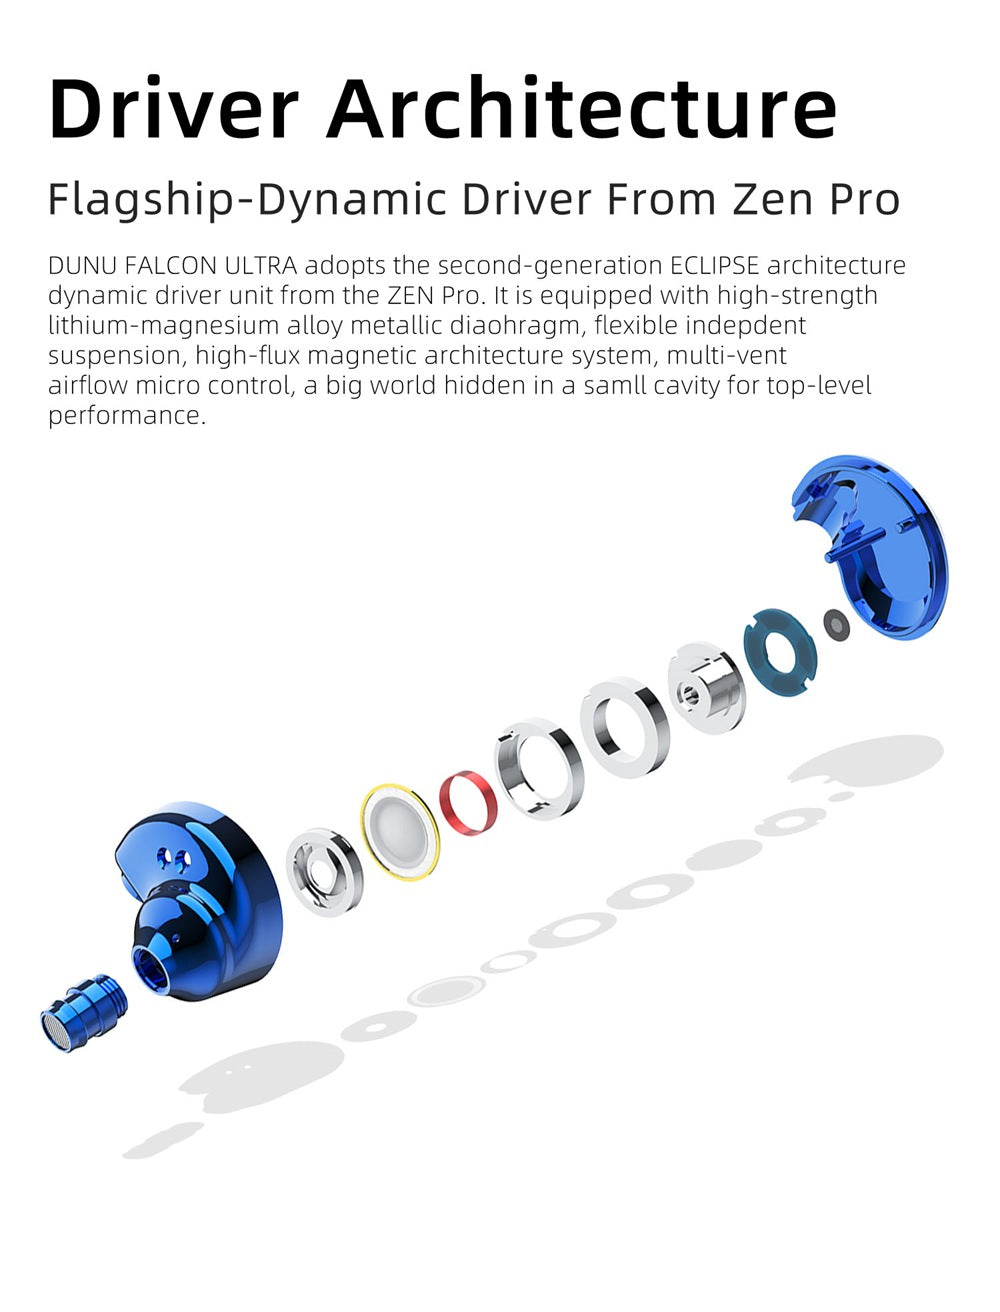 Driver Architecture
Flagship-Dynamic Driver From Zen Pro
DUNU FALCON ULTRA adopts the second-generation ECLIPSE architecture
dynamic driver unit from the ZEN Pro. It is equipped with high-strength
lithium-magnesium alloy metallic diaohragm, flexible indepdent
suspension, high-flux magnetic architecture system, multi-vent
airflow micro control, a big world hidden in a samll cavity for top-level
performance.